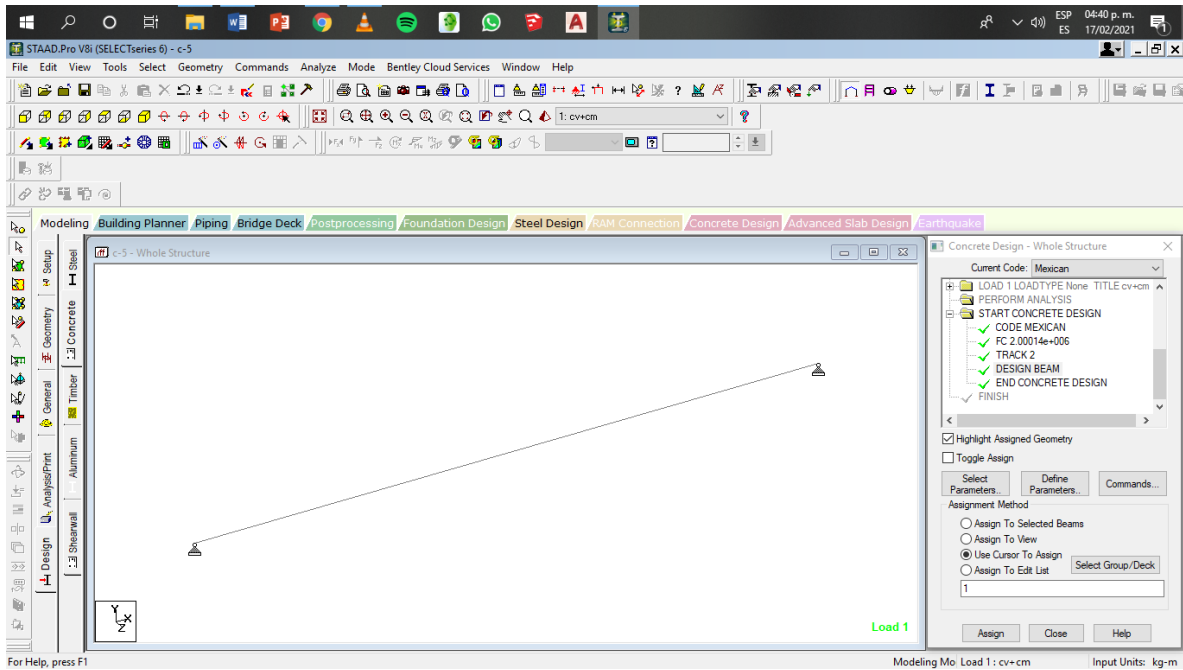 ESP 04:40 p. m.
ES 17/02/2021
STAAD.Pro V8i (SELECTseries 6) - c-5
File Edit View Tools Select Geometry Commands Analyze Mode Bentley Cloud Services Window Help
1: cv+cm
Modeling Building Planner Piping Bridge Deck Postprocessing Foundation Design Steel Design RAM Connection Concrete Design Advanced Slab Design Earthquake
Setup
Geometry
General
Analysis/Print
Design
Steel
Concrete
Timber
Aluminum
Shearwall
c-5 - Whole Structure
Y
X
Z
Load 1
Concrete Design - Whole Structure
Current Code: Mexican
LOAD 1 LOADTYPE None TITLE cv+cm
PERFORM ANALYSIS
START CONCRETE DESIGN
CODE MEXICAN
FC 2.00014e+006
TRACK 2
DESIGN BEAM
END CONCRETE DESIGN
FINISH
Highlight Assigned Geometry
Toggle Assign
Select Parameters..
Define Parameters..
Commands...
Assignment Method
Assign To Selected Beams
Assign To View
Use Cursor To Assign
Assign To Edit List
Select Group/Deck
1
Assign Close Help
For Help, press F1
Modeling Mo Load 1 : cv+cm Input Units: kg-m